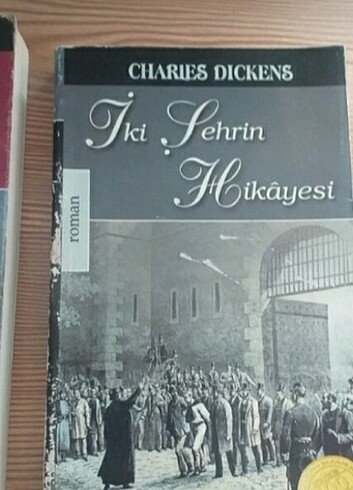 CHARLES DICKENS
İki Şehrin
Hikâyesi
roman